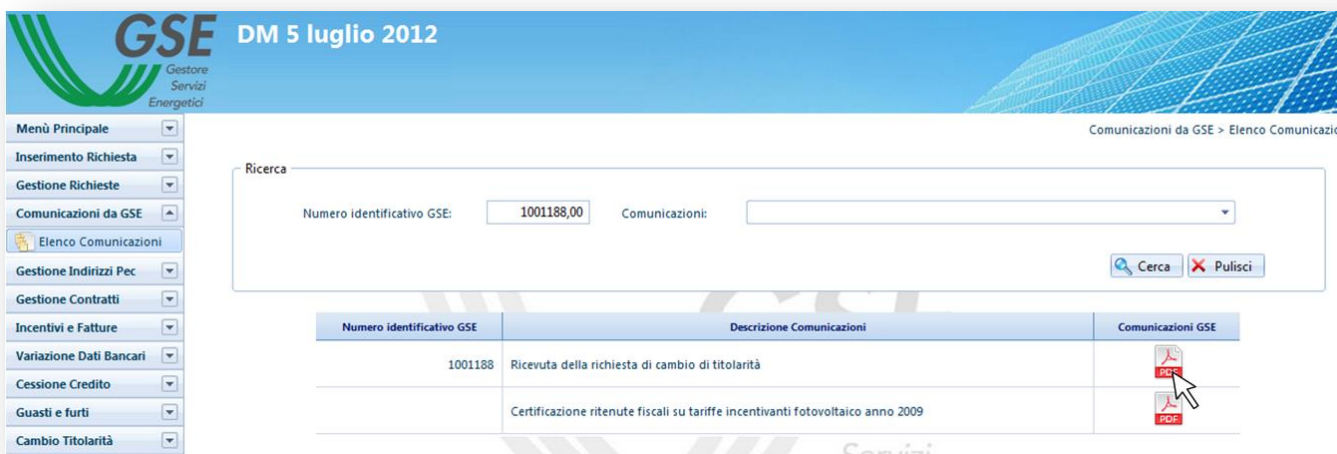 GSE
Gestore
Servizi
Energetici
DM 5 luglio 2012
Comunicazioni da GSE > Elenco Comunicazio
Menù Principale
Inserimento Richiesta
Gestione Richieste
Comunicazioni da GSE
Elenco Comunicazioni
Gestione Indirizzi Pec
Gestione Contratti
Incentivi e Fatture
Variazione Dati Bancari
Cessione Credito
Guasti e furti
Cambio Titolarità
Ricerca
Numero identificativo GSE: 1001188,00 Comunicazioni:
Cerca Pulisci
Numero identificativo GSE Descrizione Comunicazioni Comunicazioni GSE
1001188 Ricevuta della richiesta di cambio di titolarità PDF
Certificazione ritenute fiscali su tariffe incentivanti fotovoltaico anno 2009 PDF
GSE
Servizi